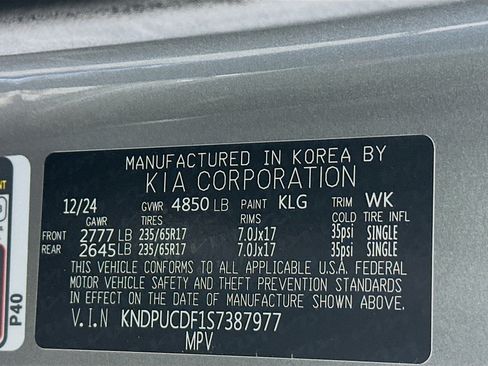 MANUFACTURED IN KOREA BY
KIA CORPORATION
12/24 GVWR 4850 LB PAINT KLG TRIM WK
GAWR TIRES RIMS COLD TIRE INFL
FRONT 2777 LB 235/65R17 7.0Jx17 35psi SINGLE
REAR 2645 LB 235/65R17 7.0Jx17 35psi SINGLE
THIS VEHICLE CONFORMS TO ALL APPLICABLE U.S.A. FEDERAL
MOTOR VEHICLE SAFETY AND THEFT PREVENTION STANDARDS
IN EFFECT ON THE DATE OF MANUFACTURE SHOWN ABOVE.
V.I.N KNDPUCDF1S7387977
MPV
P40